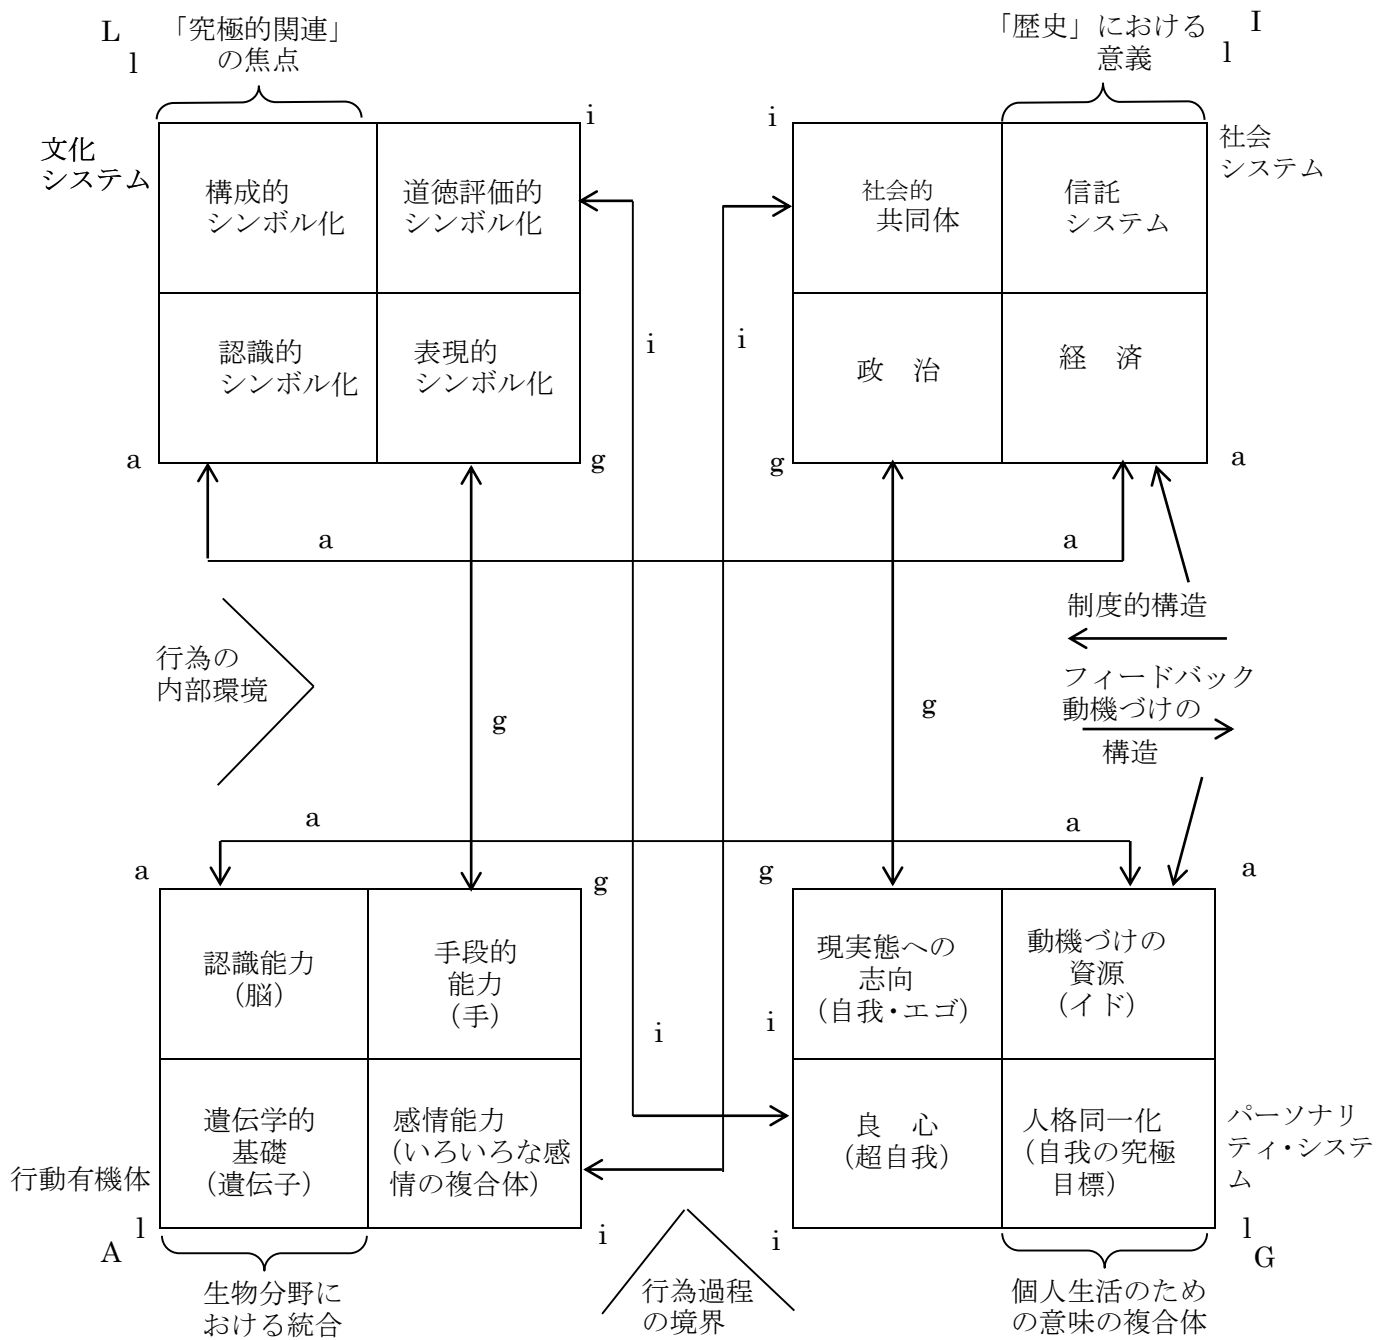 L
「究極的関連」
の焦点
l
「歴史」における
意義
I
l
文化
システム
i
i
社会
システム
構成的
シンボル化
道徳評価的
シンボル化
社会的
共同体
信託
システム
認識的
シンボル化
表現的
シンボル化
i
i
政　治
経　済
a
g
g
a
a
a
制度的構造
行為の
内部環境
フィードバック
動機づけの
構造
g
g
a
a
a
g
g
a
認識能力
(脳)
手段的
能力
(手)
現実態への
志向
(自我・エゴ)
動機づけの
資源
(イド)
i
i
遺伝学的
基礎
(遺伝子)
感情能力
(いろいろな感
情の複合体)
良　心
(超自我)
人格同一化
(自我の究極
目標)
行動有機体
パーソナリ
ティ・システ
ム
l
A
i
i
l
G
生物分野に
おける統合
行為過程
の境界
個人生活のため
の意味の複合体